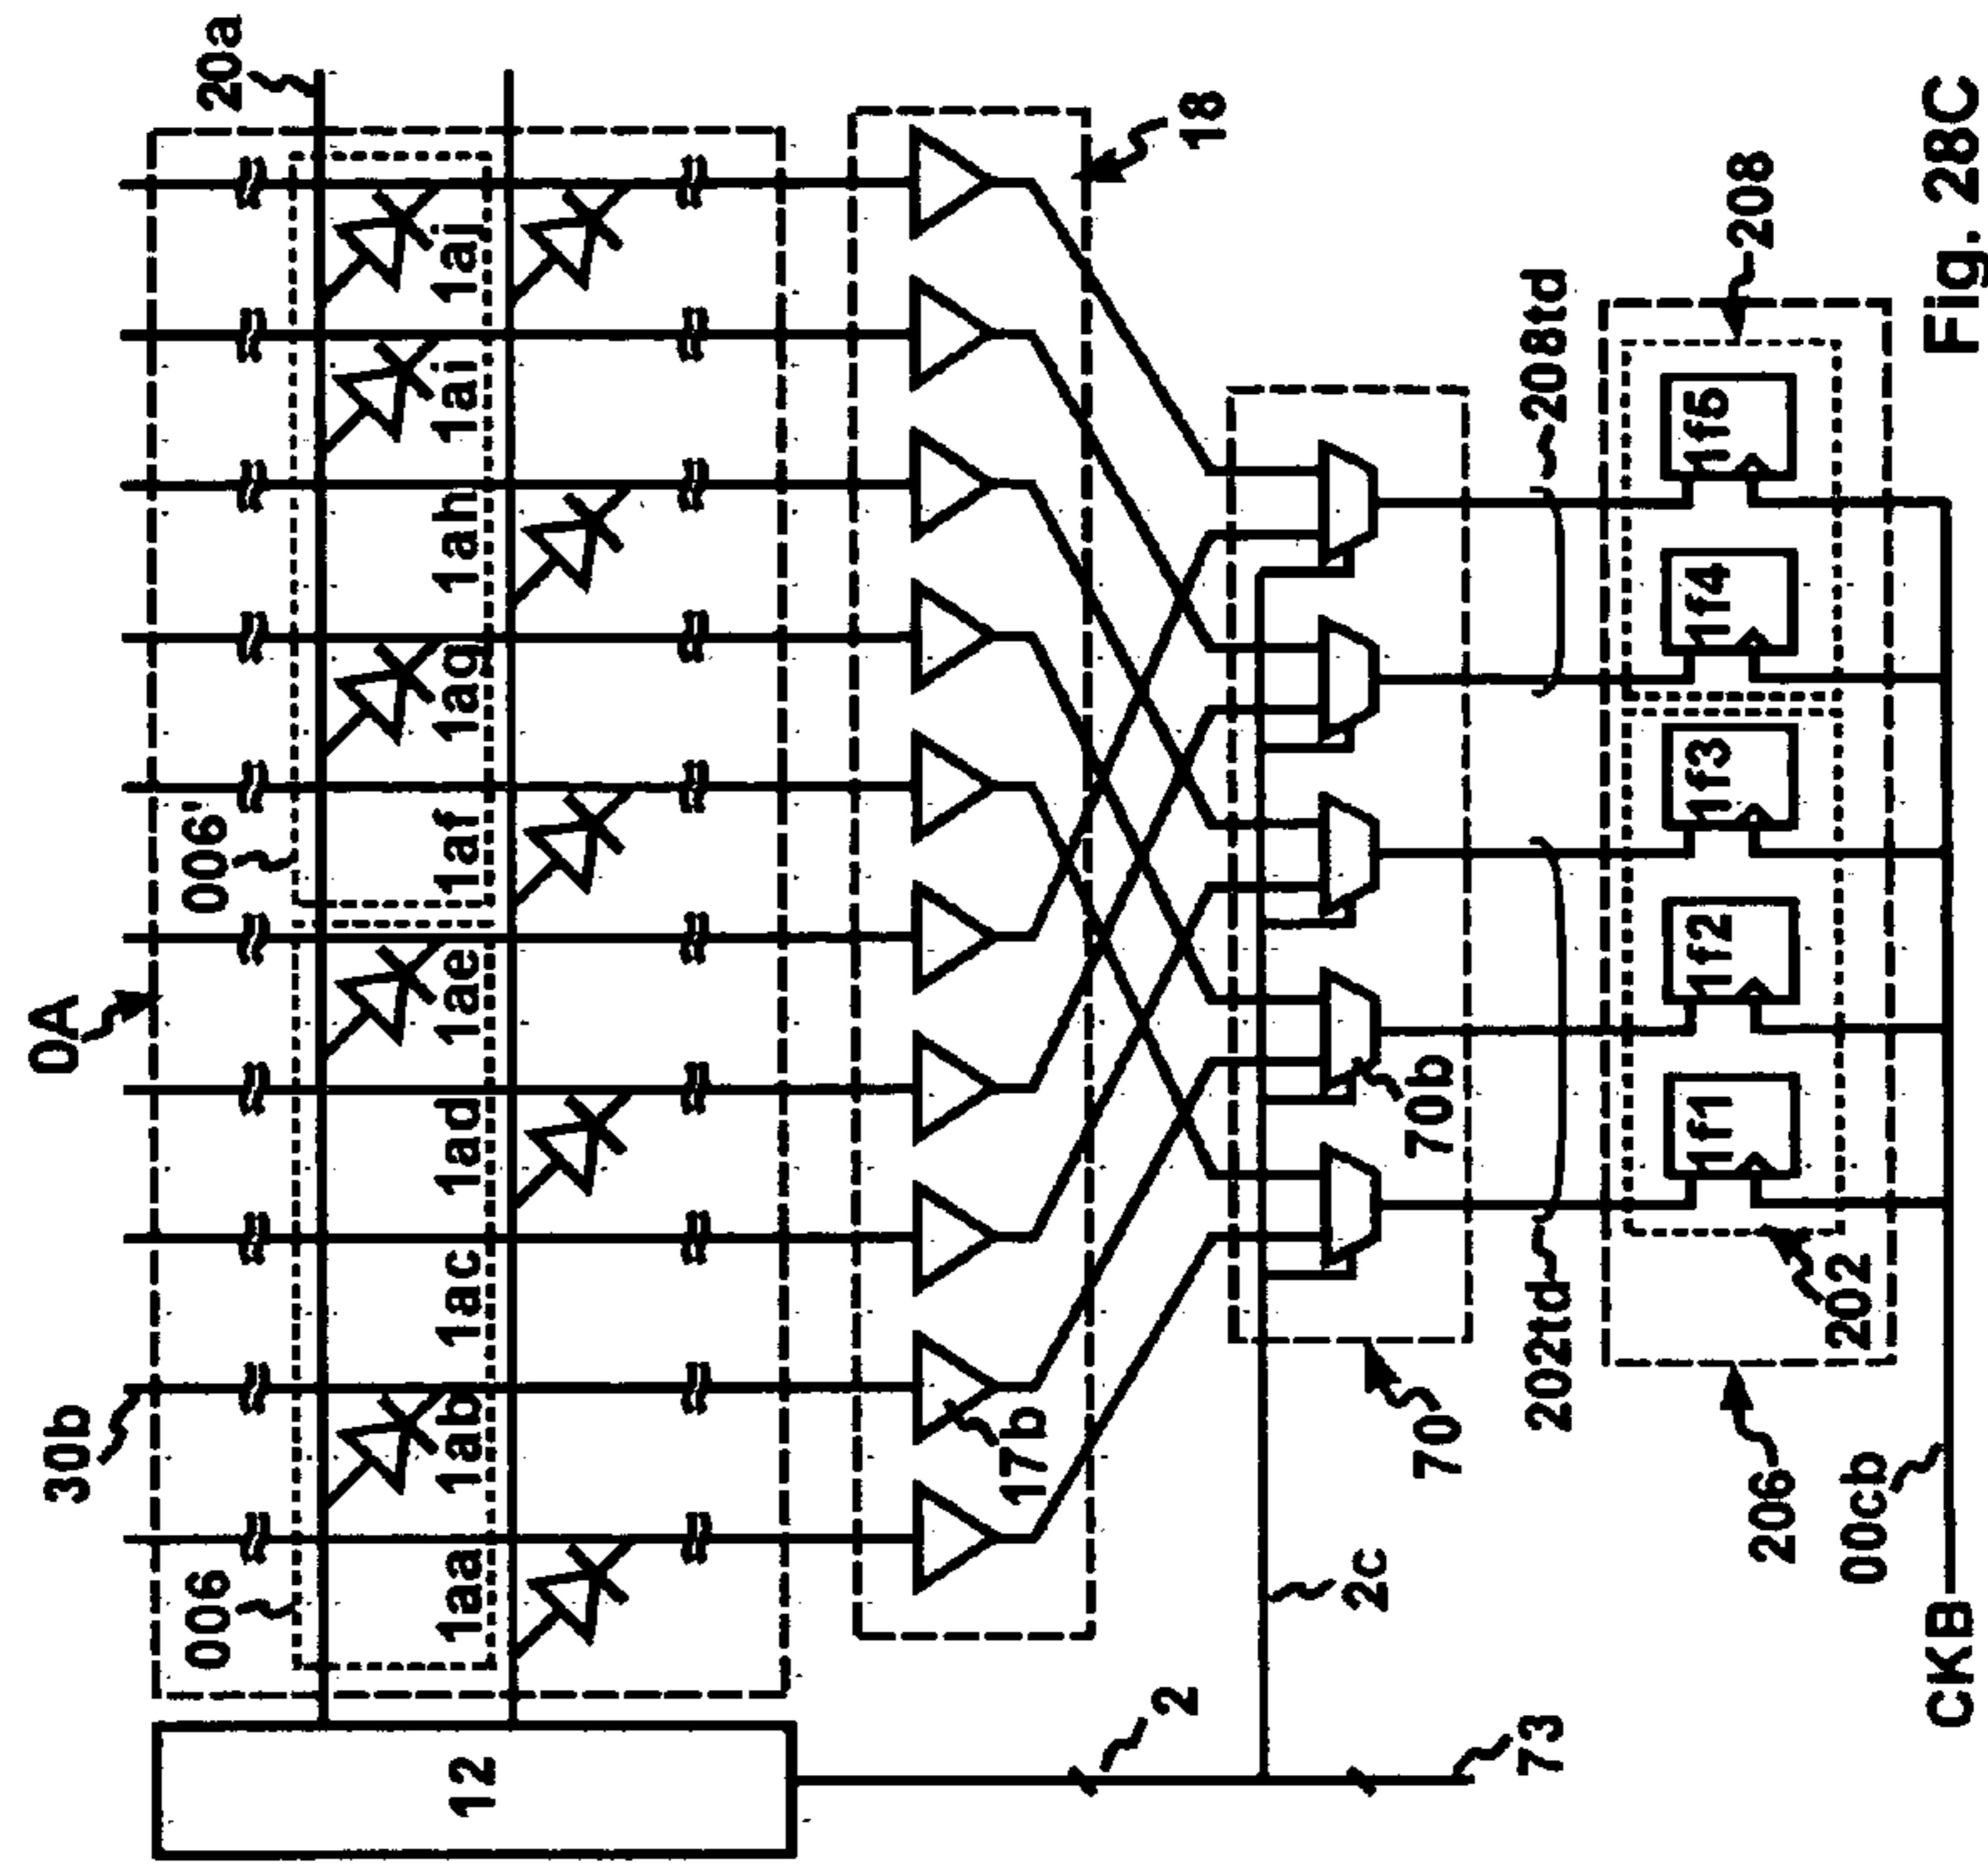 0A
30b
20a
006
006'
12
1aa
1ab
1ac
1ad
1ae
1af
1ag
1ah
1ai
1aj
17b
18
2
2c
70
70b
73
202td
208td
1f1
1f2
1f3
1f4
1f5
202
206
208
00cb
CKB
Fig. 28C